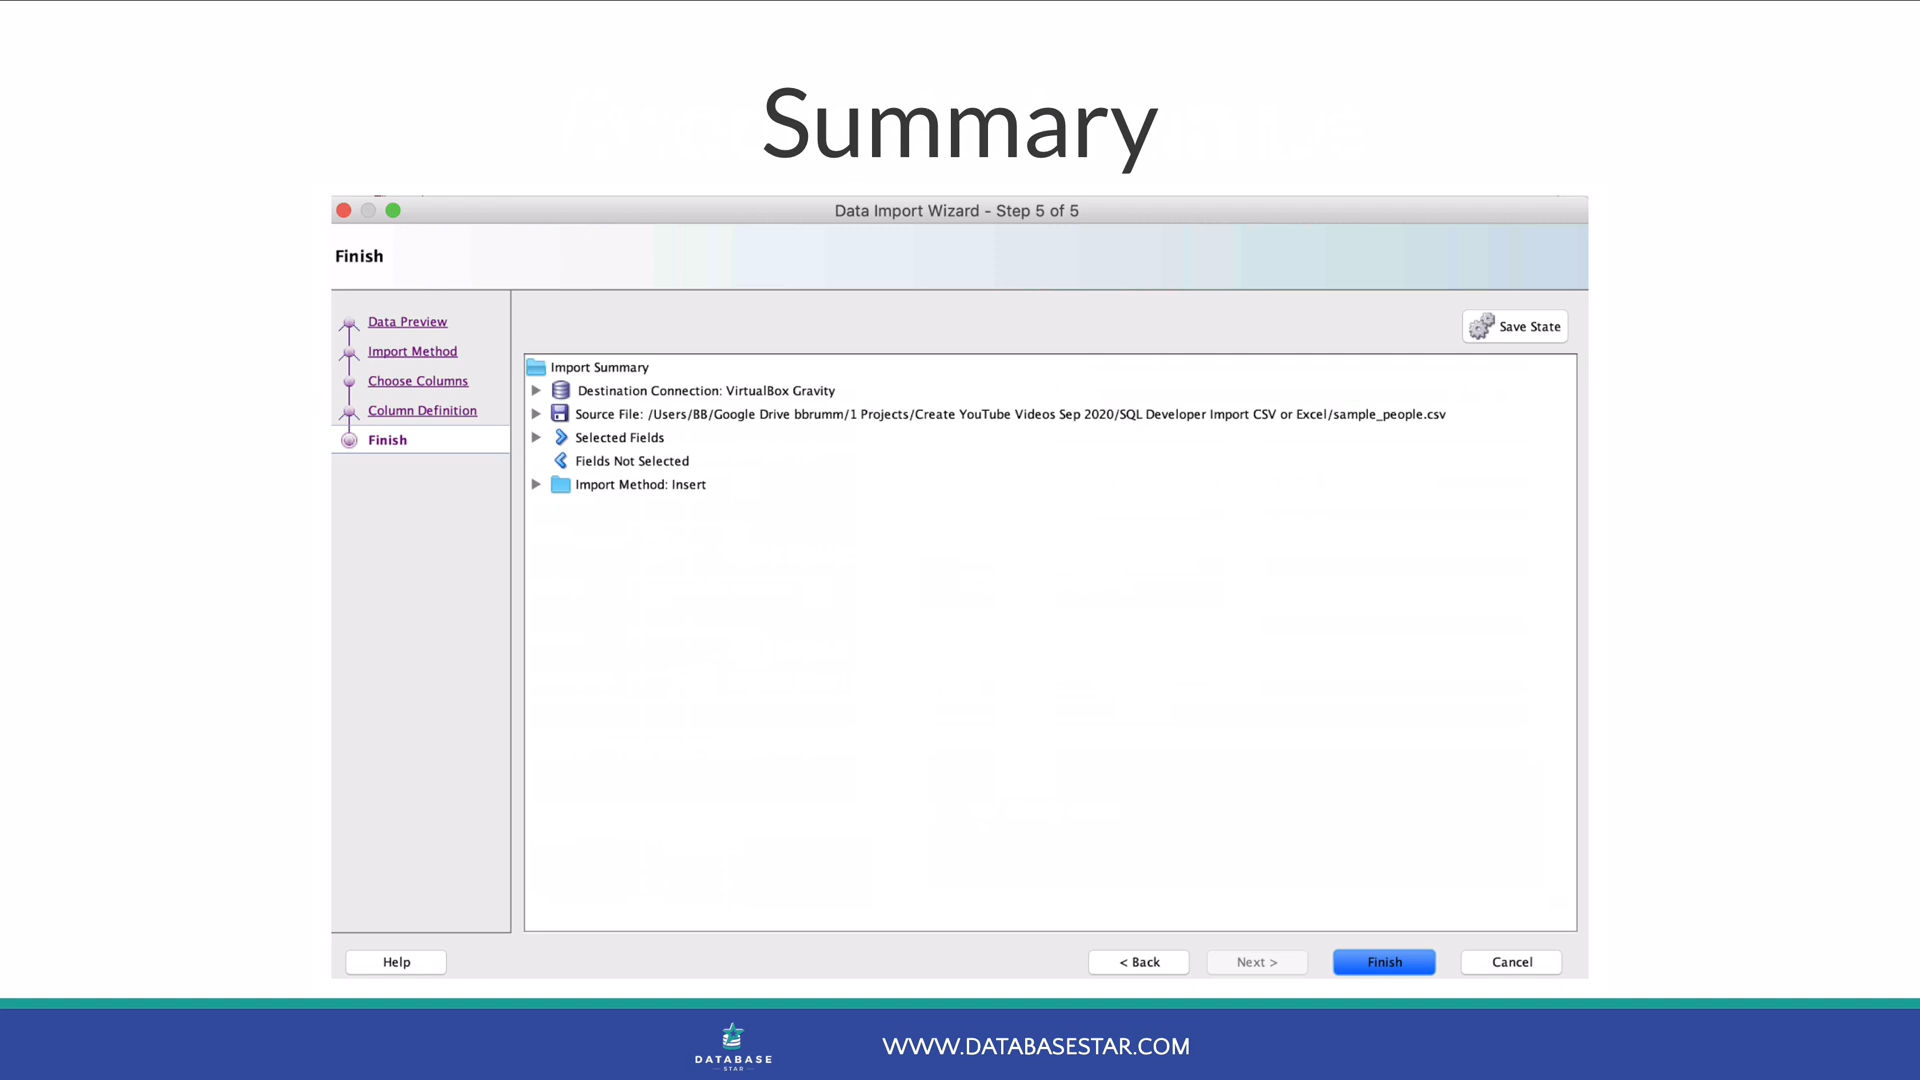 Summary
Data Import Wizard - Step 5 of 5
Finish
Data Preview
Import Method
Choose Columns
Column Definition
Finish
Save State
Import Summary
Destination Connection: VirtualBox Gravity
Source File: /Users/BB/Google Drive bbrumm/1 Projects/Create YouTube Videos Sep 2020/SQL Developer Import CSV or Excel/sample_people.csv
Selected Fields
Fields Not Selected
Import Method: Insert
Help
< Back
Next >
Finish
Cancel
DATABASE
STAR
WWW.DATABASESTAR.COM